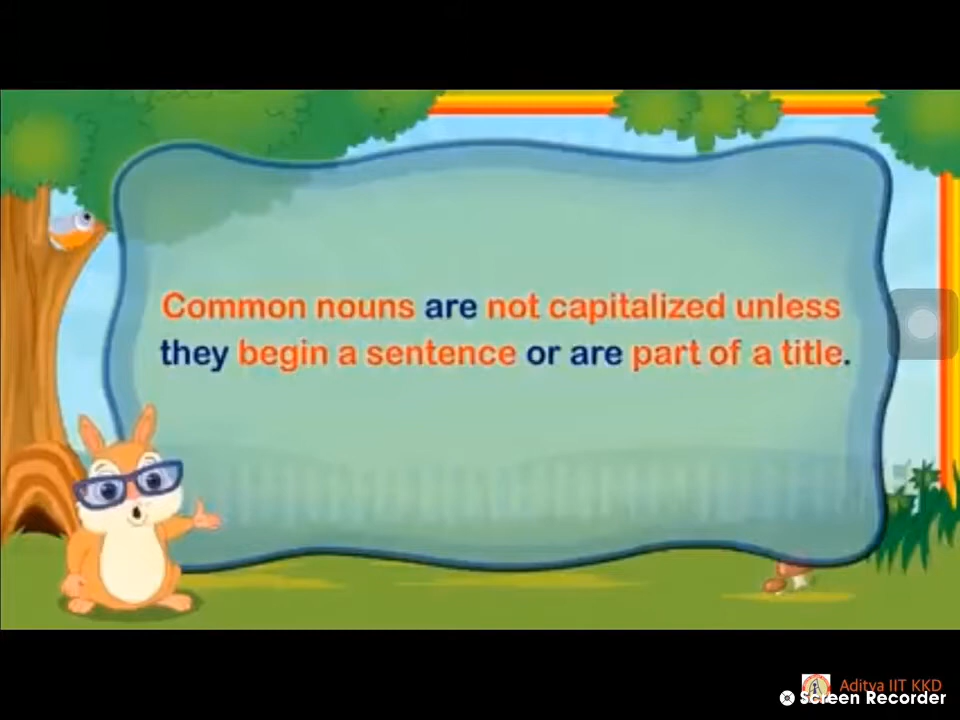 Common nouns are not capitalized unless
they begin a sentence or are part of a title.
Aditya IIT KKD
Screen Recorder